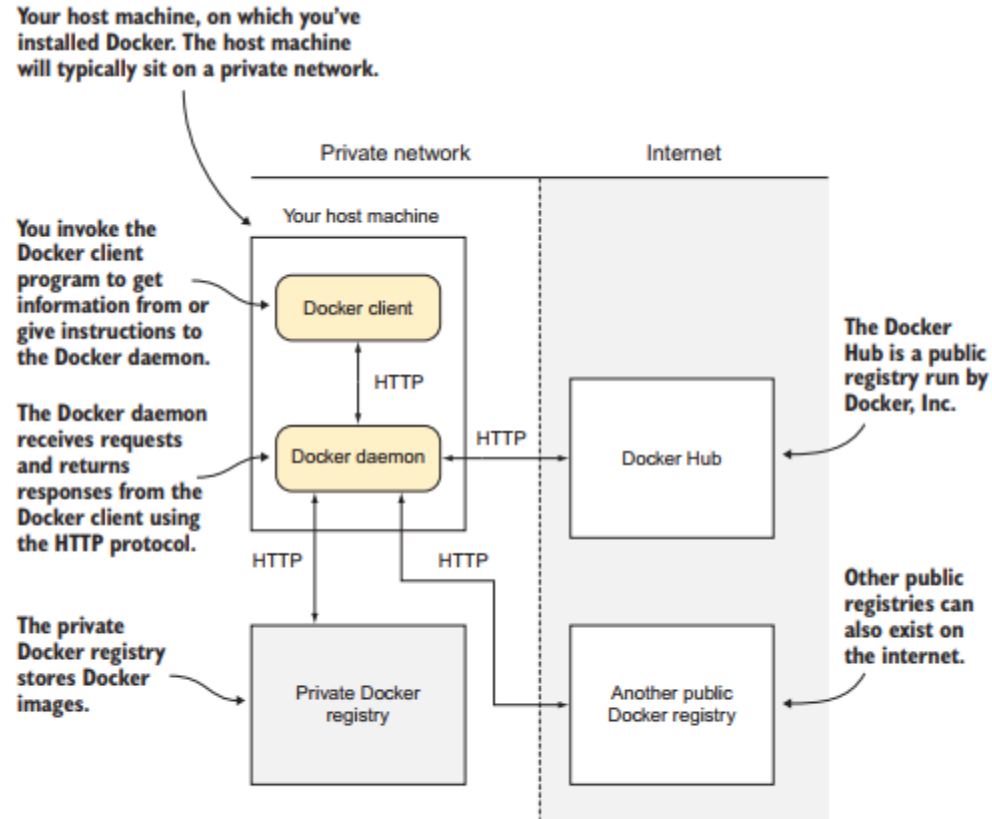 Your host machine, on which you've
installed Docker. The host machine
will typically sit on a private network.
Private network
Internet
Your host machine
You invoke the
Docker client
program to get
information from or
give instructions to
the Docker daemon.
Docker client
HTTP
The Docker
Hub is a public
registry run by
Docker, Inc.
The Docker daemon
receives requests
and returns
responses from the
Docker client using
the HTTP protocol.
Docker daemon
HTTP
Docker Hub
HTTP
HTTP
Other public
registries can
also exist on
the internet.
The private
Docker registry
stores Docker
images.
Private Docker
registry
Another public
Docker registry